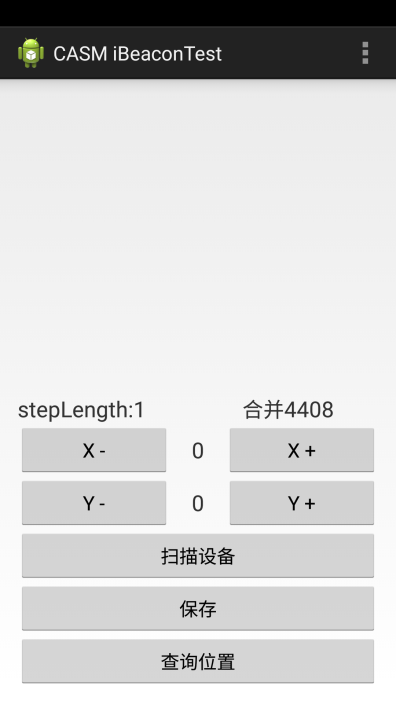 CASM iBeaconTest
stepLength:1 合并4408
X - 0 X +
Y - 0 Y +
扫描设备
保存
查询位置